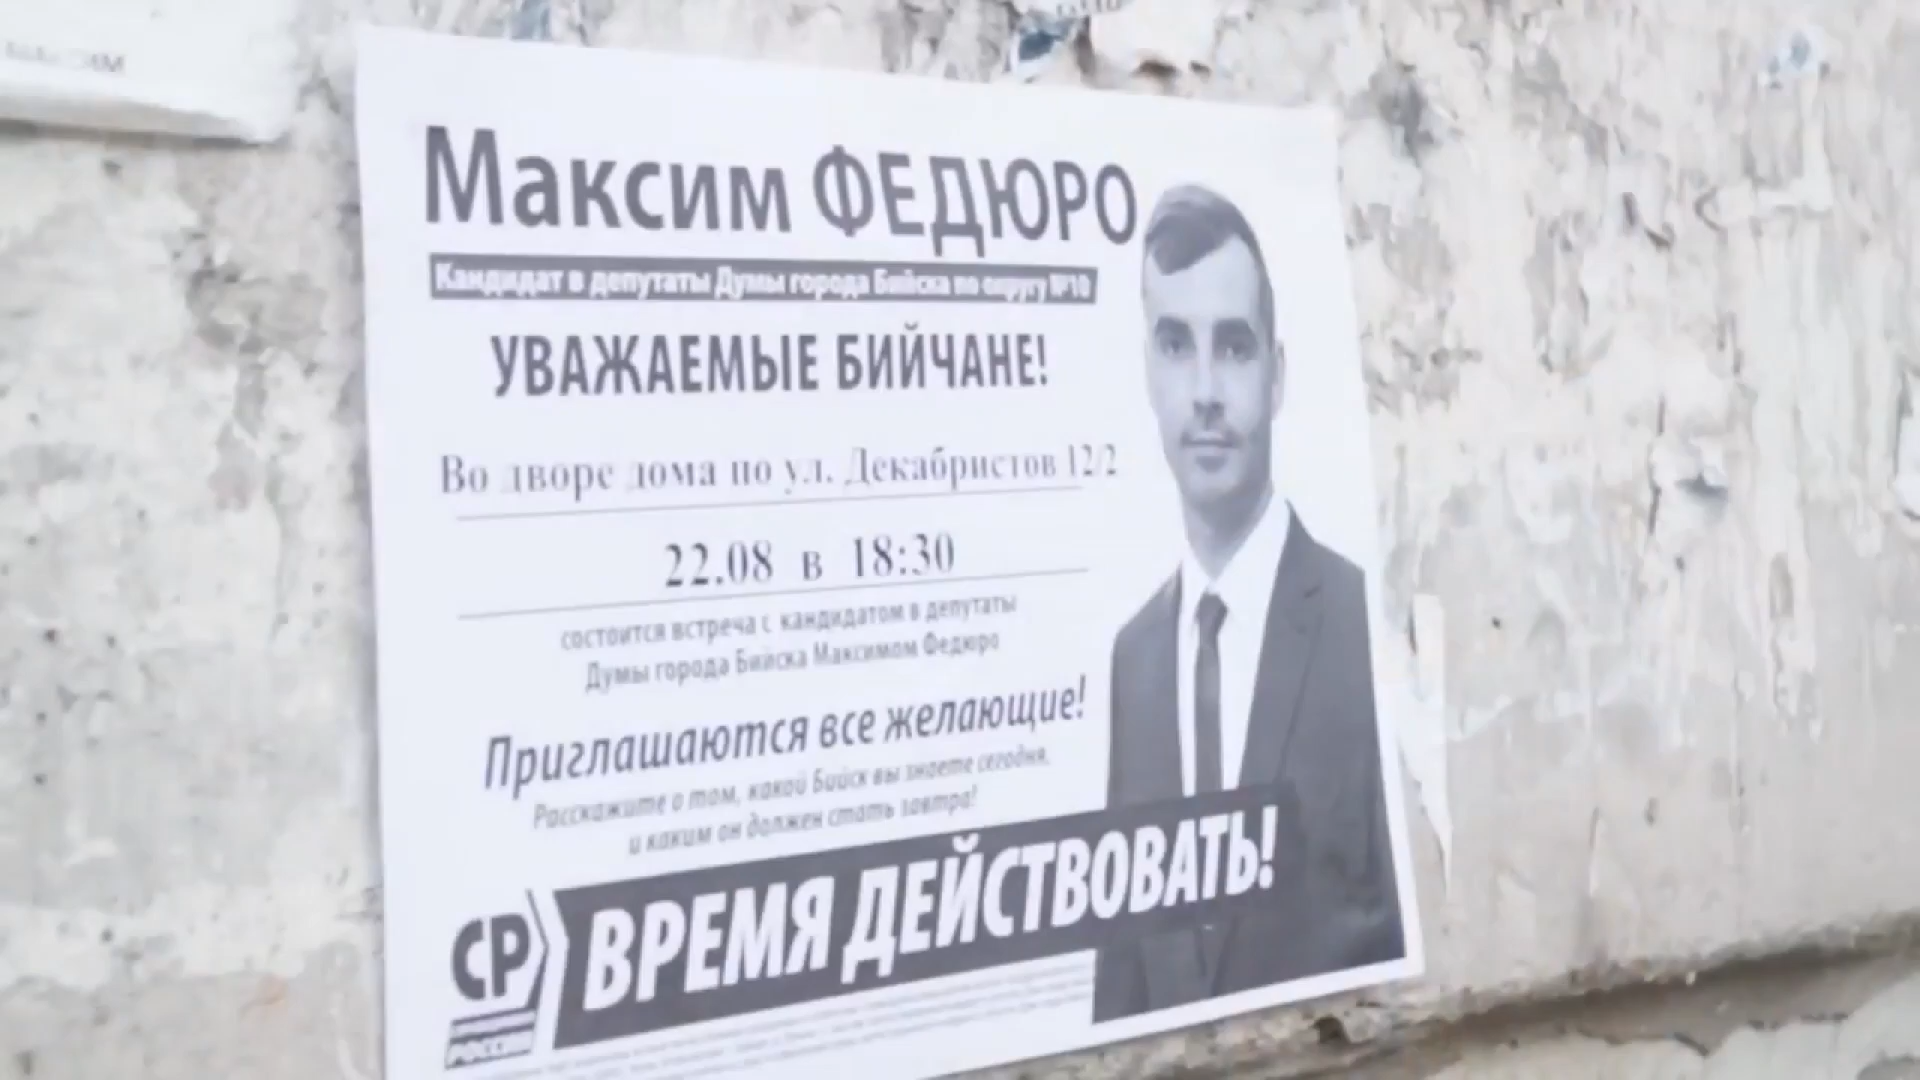 Максим ФЕДЮРО
Кандидат в депутаты Думы города Бийска по округу №10
УВАЖАЕМЫЕ БИЙЧАНЕ!
Во дворе дома по ул. Декабристов 12/2
22.08 в 18:30
состоится встреча с кандидатом в депутаты
Думы города Бийска Максимом Федюро
Приглашаются все желающие!
Расскажите о том, какой Бийск вы знаете сегодня,
и каким он должен стать завтра!
ВРЕМЯ ДЕЙСТВОВАТЬ!
СР
РОССИЯ